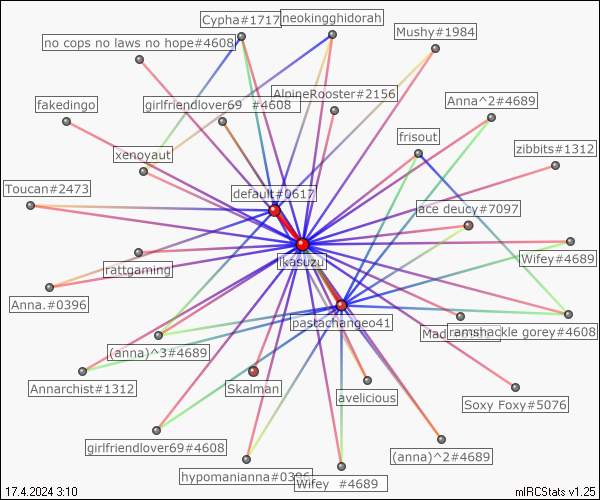 Cypha#1717
neokingghidorah
Mushy#1984
no cops no laws no hope#4608
AlpineRooster#2156
fakedingo
girlfriendlover69 #4608
Anna^2#4689
frisout
xenoyaut
zibbits#1312
Toucan#2473
default#0617
ace deucy#7097
ikasuzu
Wifey#4689
rattgaming
Anna.#0396
pastachangeo41
ramshackle gorey#4608
(anna)^3#4689
Annarchist#1312
Skalman
avelicious
Soxy Foxy#5076
girlfriendlover69#4608
(anna)^2#4689
hypomanianna#0396
Wifey #4689
17.4.2024 3:10
mIRCStats v1.25